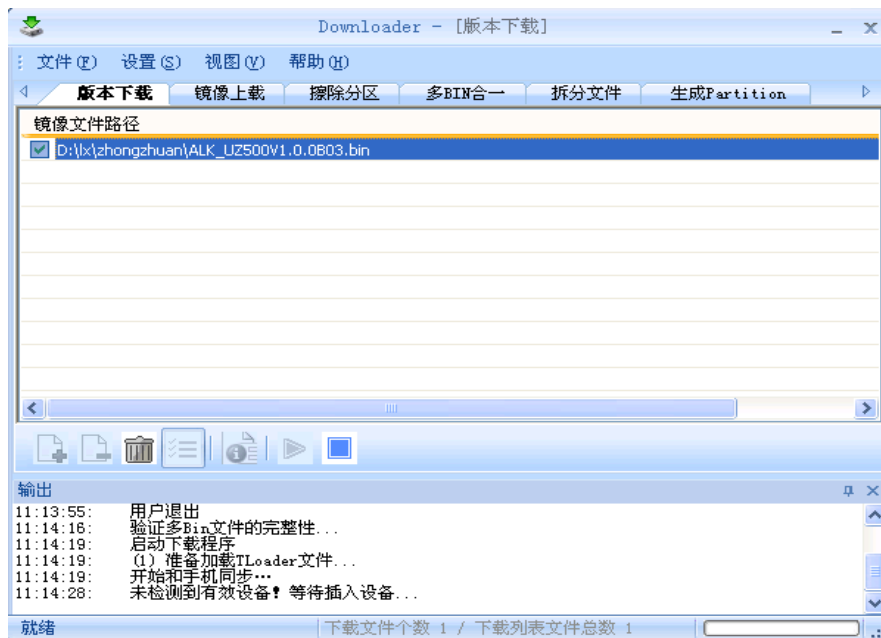 Downloader - [版本下载]
文件(F) 设置(S) 视图(V) 帮助(H)
版本下载 镜像上载 擦除分区 多BIN合一 拆分文件 生成Partition
镜像文件路径
D:\lx\zhongzhuan\ALK_UZ500V1.0.0B03.bin
输出
11:13:55: 用户退出
11:14:16: 验证多Bin文件的完整性...
11:14:19: 启动下载程序
11:14:19: (1) 准备加载TLoader文件...
11:14:19: 开始和手机同步…
11:14:28: 未检测到有效设备! 等待插入设备...
就绪 下载文件个数 1 / 下载列表文件总数 1